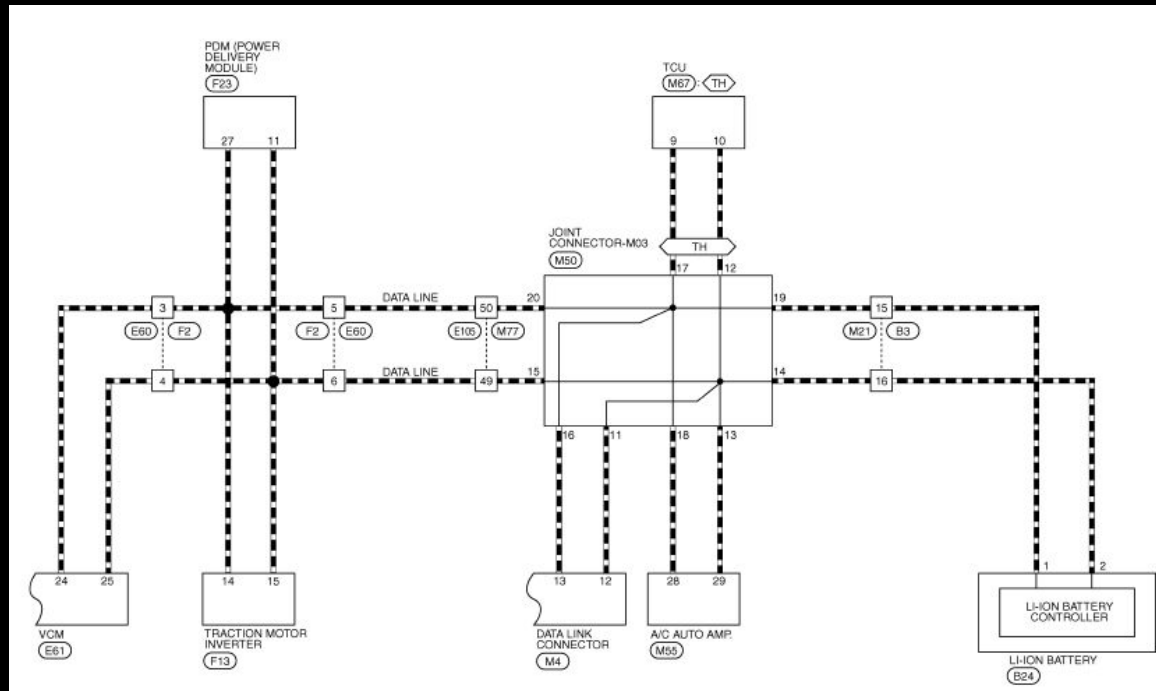 PDM (POWER
DELIVERY
MODULE)
F23
27 11
TCU
M67 : TH
9 10
JOINT
CONNECTOR-M03
M50
TH
17 12
3
E60 F2
4
5
F2 E60
6
DATA LINE
DATA LINE
50
E105 M77
49
20
15
19
14
16 11 18 13
15
M21 B3
16
24 25
VCM
E61
14 15
TRACTION MOTOR
INVERTER
F13
13 12
DATA LINK
CONNECTOR
M4
28 29
A/C AUTO AMP.
M55
1 2
LI-ION BATTERY
CONTROLLER
LI-ION BATTERY
B24